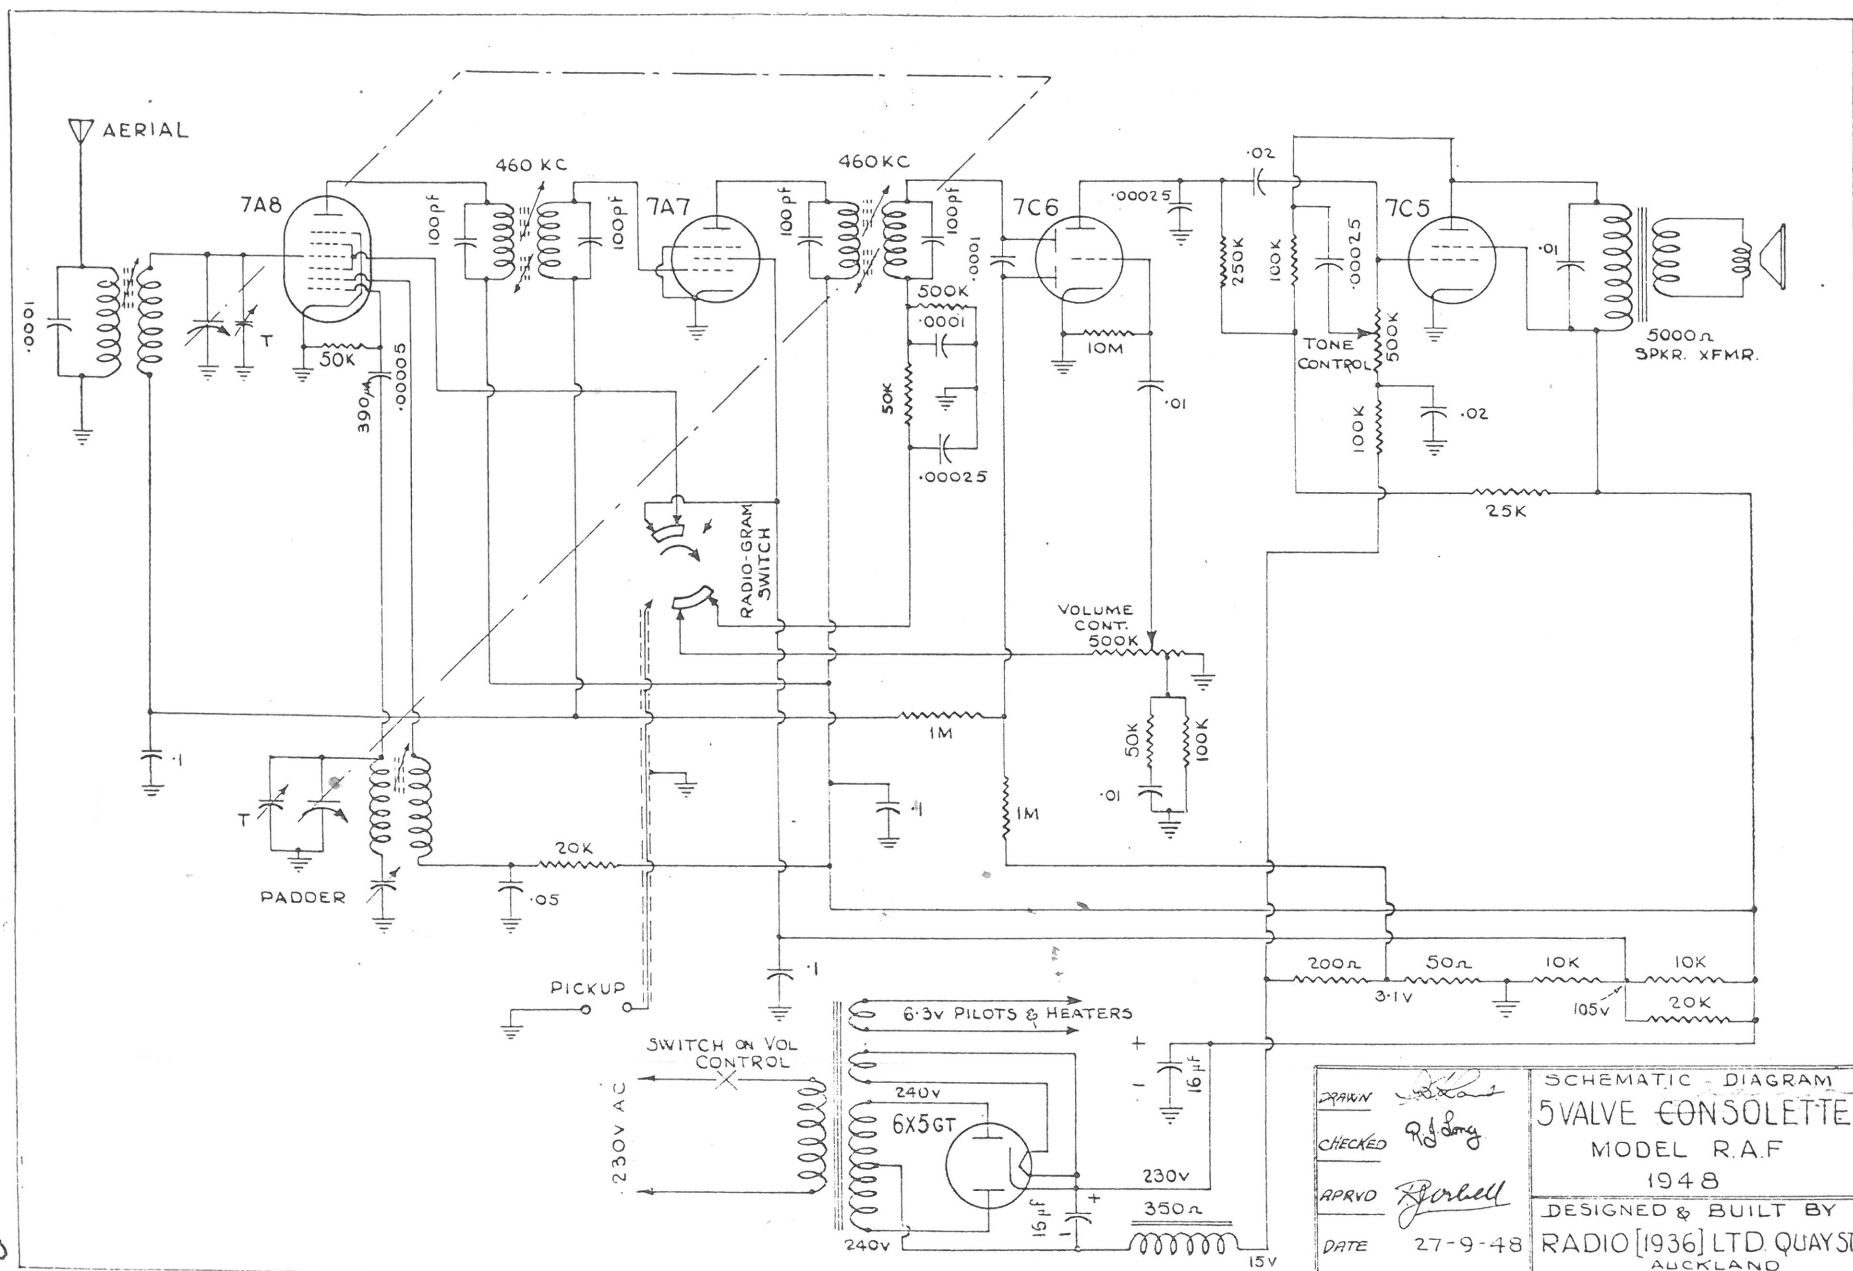 AERIAL
7A8
460 KC
7A7
460KC
7C6
.02
7C5
100pf
100pf
100pf
100pf
.0001
.00025
250K
100K
.00025
.01
.0001
T
50K
390µA
.00005
500K
.0001
50K
.00025
10M
.01
TONE
CONTROL
500K
5000Ω
SPKR. XFMR.
100K
.02
25K
RADIO-GRAM
SWITCH
VOLUME
CONT.
500K
1M
.1
50K
100K
.01
T
1M
.1
20K
PADDER
.05
PICKUP
.1
200Ω
50Ω
10K
10K
3.1V
105V
20K
6.3V PILOTS & HEATERS
SWITCH ON VOL
CONTROL
230V AC
240V
6X5GT
+
16µF
230V
+
16µF
350Ω
240V
15V
DRAWN
CHECKED R.J. Long
APRVD
DATE 27-9-48
SCHEMATIC DIAGRAM
5 VALVE CONSOLETTE
MODEL R.A.F
1948
DESIGNED & BUILT BY
RADIO [1936] LTD. QUAY ST
AUCKLAND